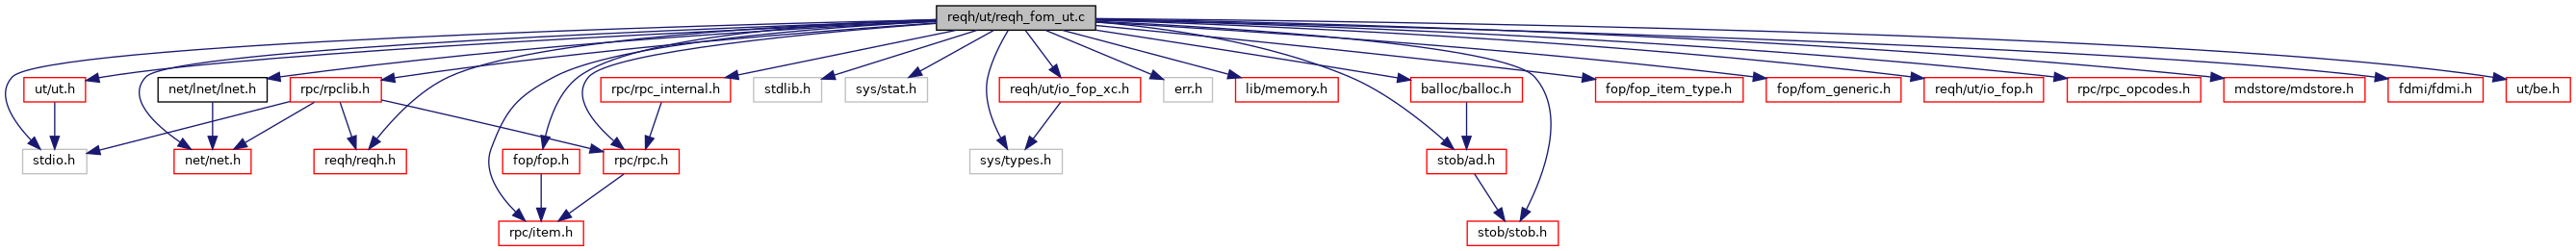 reqh/ut/reqh_fom_ut.c
ut/ut.h
net/lnet/lnet.h
rpc/rpclib.h
rpc/rpc_internal.h
stdlib.h
sys/stat.h
reqh/ut/io_fop_xc.h
err.h
lib/memory.h
balloc/balloc.h
fop/fop_item_type.h
fop/fom_generic.h
reqh/ut/io_fop.h
rpc/rpc_opcodes.h
mdstore/mdstore.h
fdmi/fdmi.h
ut/be.h
stdio.h
net/net.h
reqh/reqh.h
fop/fop.h
rpc/rpc.h
sys/types.h
stob/ad.h
rpc/item.h
stob/stob.h